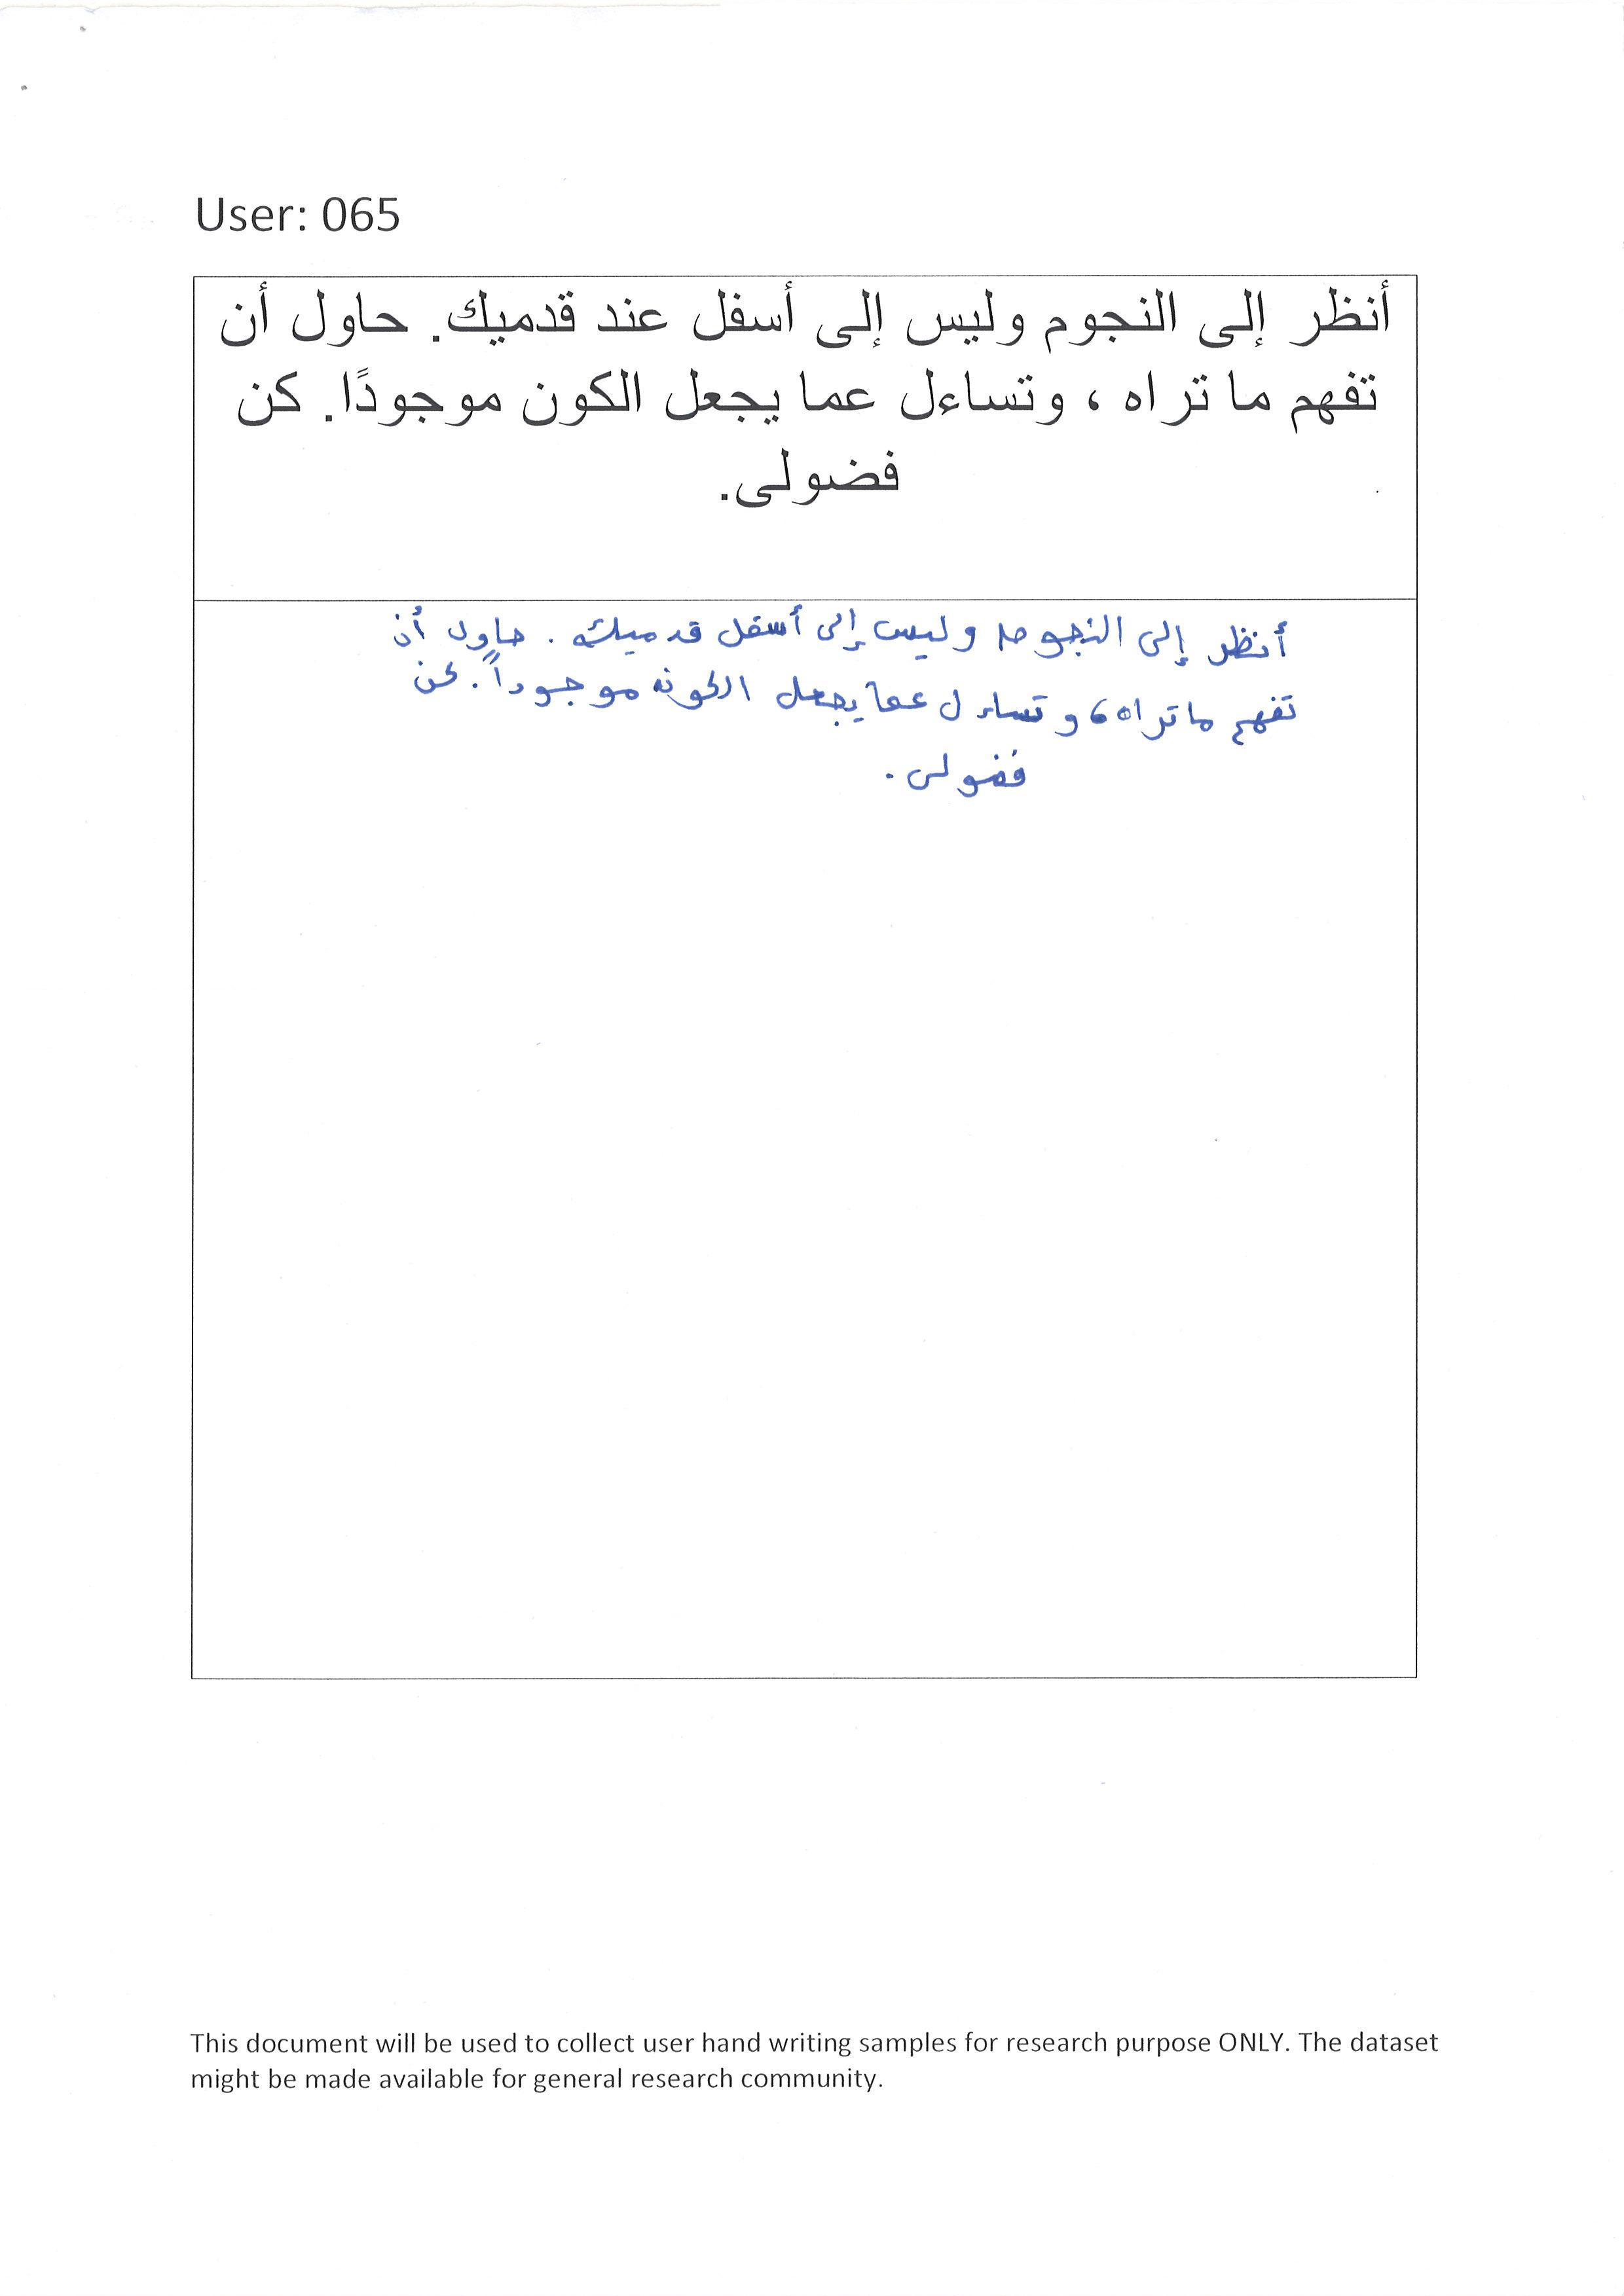 User: 065
أنظر إلى النجوم وليس إلى أسفل عند قدميك. حاول أن
تفهم ما تراه ، وتساءل عما يجعل الكون موجودًا. كن
فضولى.
أنظر إلى النجوم وليس إلى أسفل قدميك . حاول أن
تفهم ما تراه ، وتساءل عما يجعل الكون موجوداً . كن
فضولى .
This document will be used to collect user hand writing samples for research purpose ONLY. The dataset
might be made available for general research community.